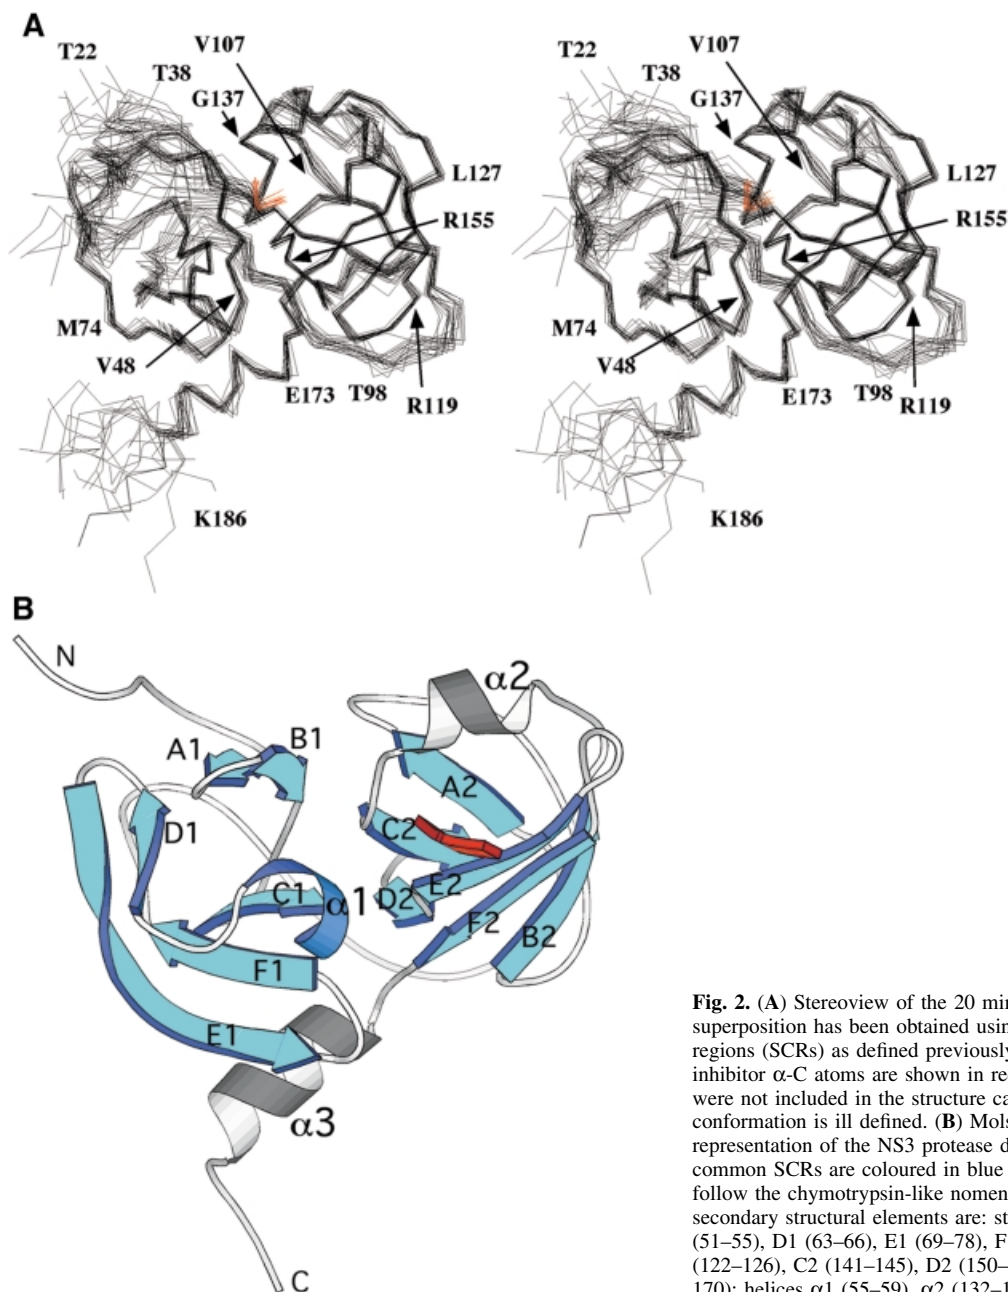 A
T22
T38
V107
G137
L127
R155
M74
V48
E173
T98
R119
K186
T22
T38
V107
G137
L127
R155
M74
V48
E173
T98
R119
K186
B
N
A1
B1
α2
A2
D1
C2
C1
α1
D2
E2
F2
B2
F1
E1
α3
C
Fig. 2. (A) Stereoview of the 20 min
superposition has been obtained usin
regions (SCRs) as defined previously
inhibitor α-C atoms are shown in re
were not included in the structure ca
conformation is ill defined. (B) Mols
representation of the NS3 protease d
common SCRs are coloured in blue
follow the chymotrypsin-like nomen
secondary structural elements are: st
(51–55), D1 (63–66), E1 (69–78), F
(122–126), C2 (141–145), D2 (150–
170); helices α1 (55–59), α2 (132–1